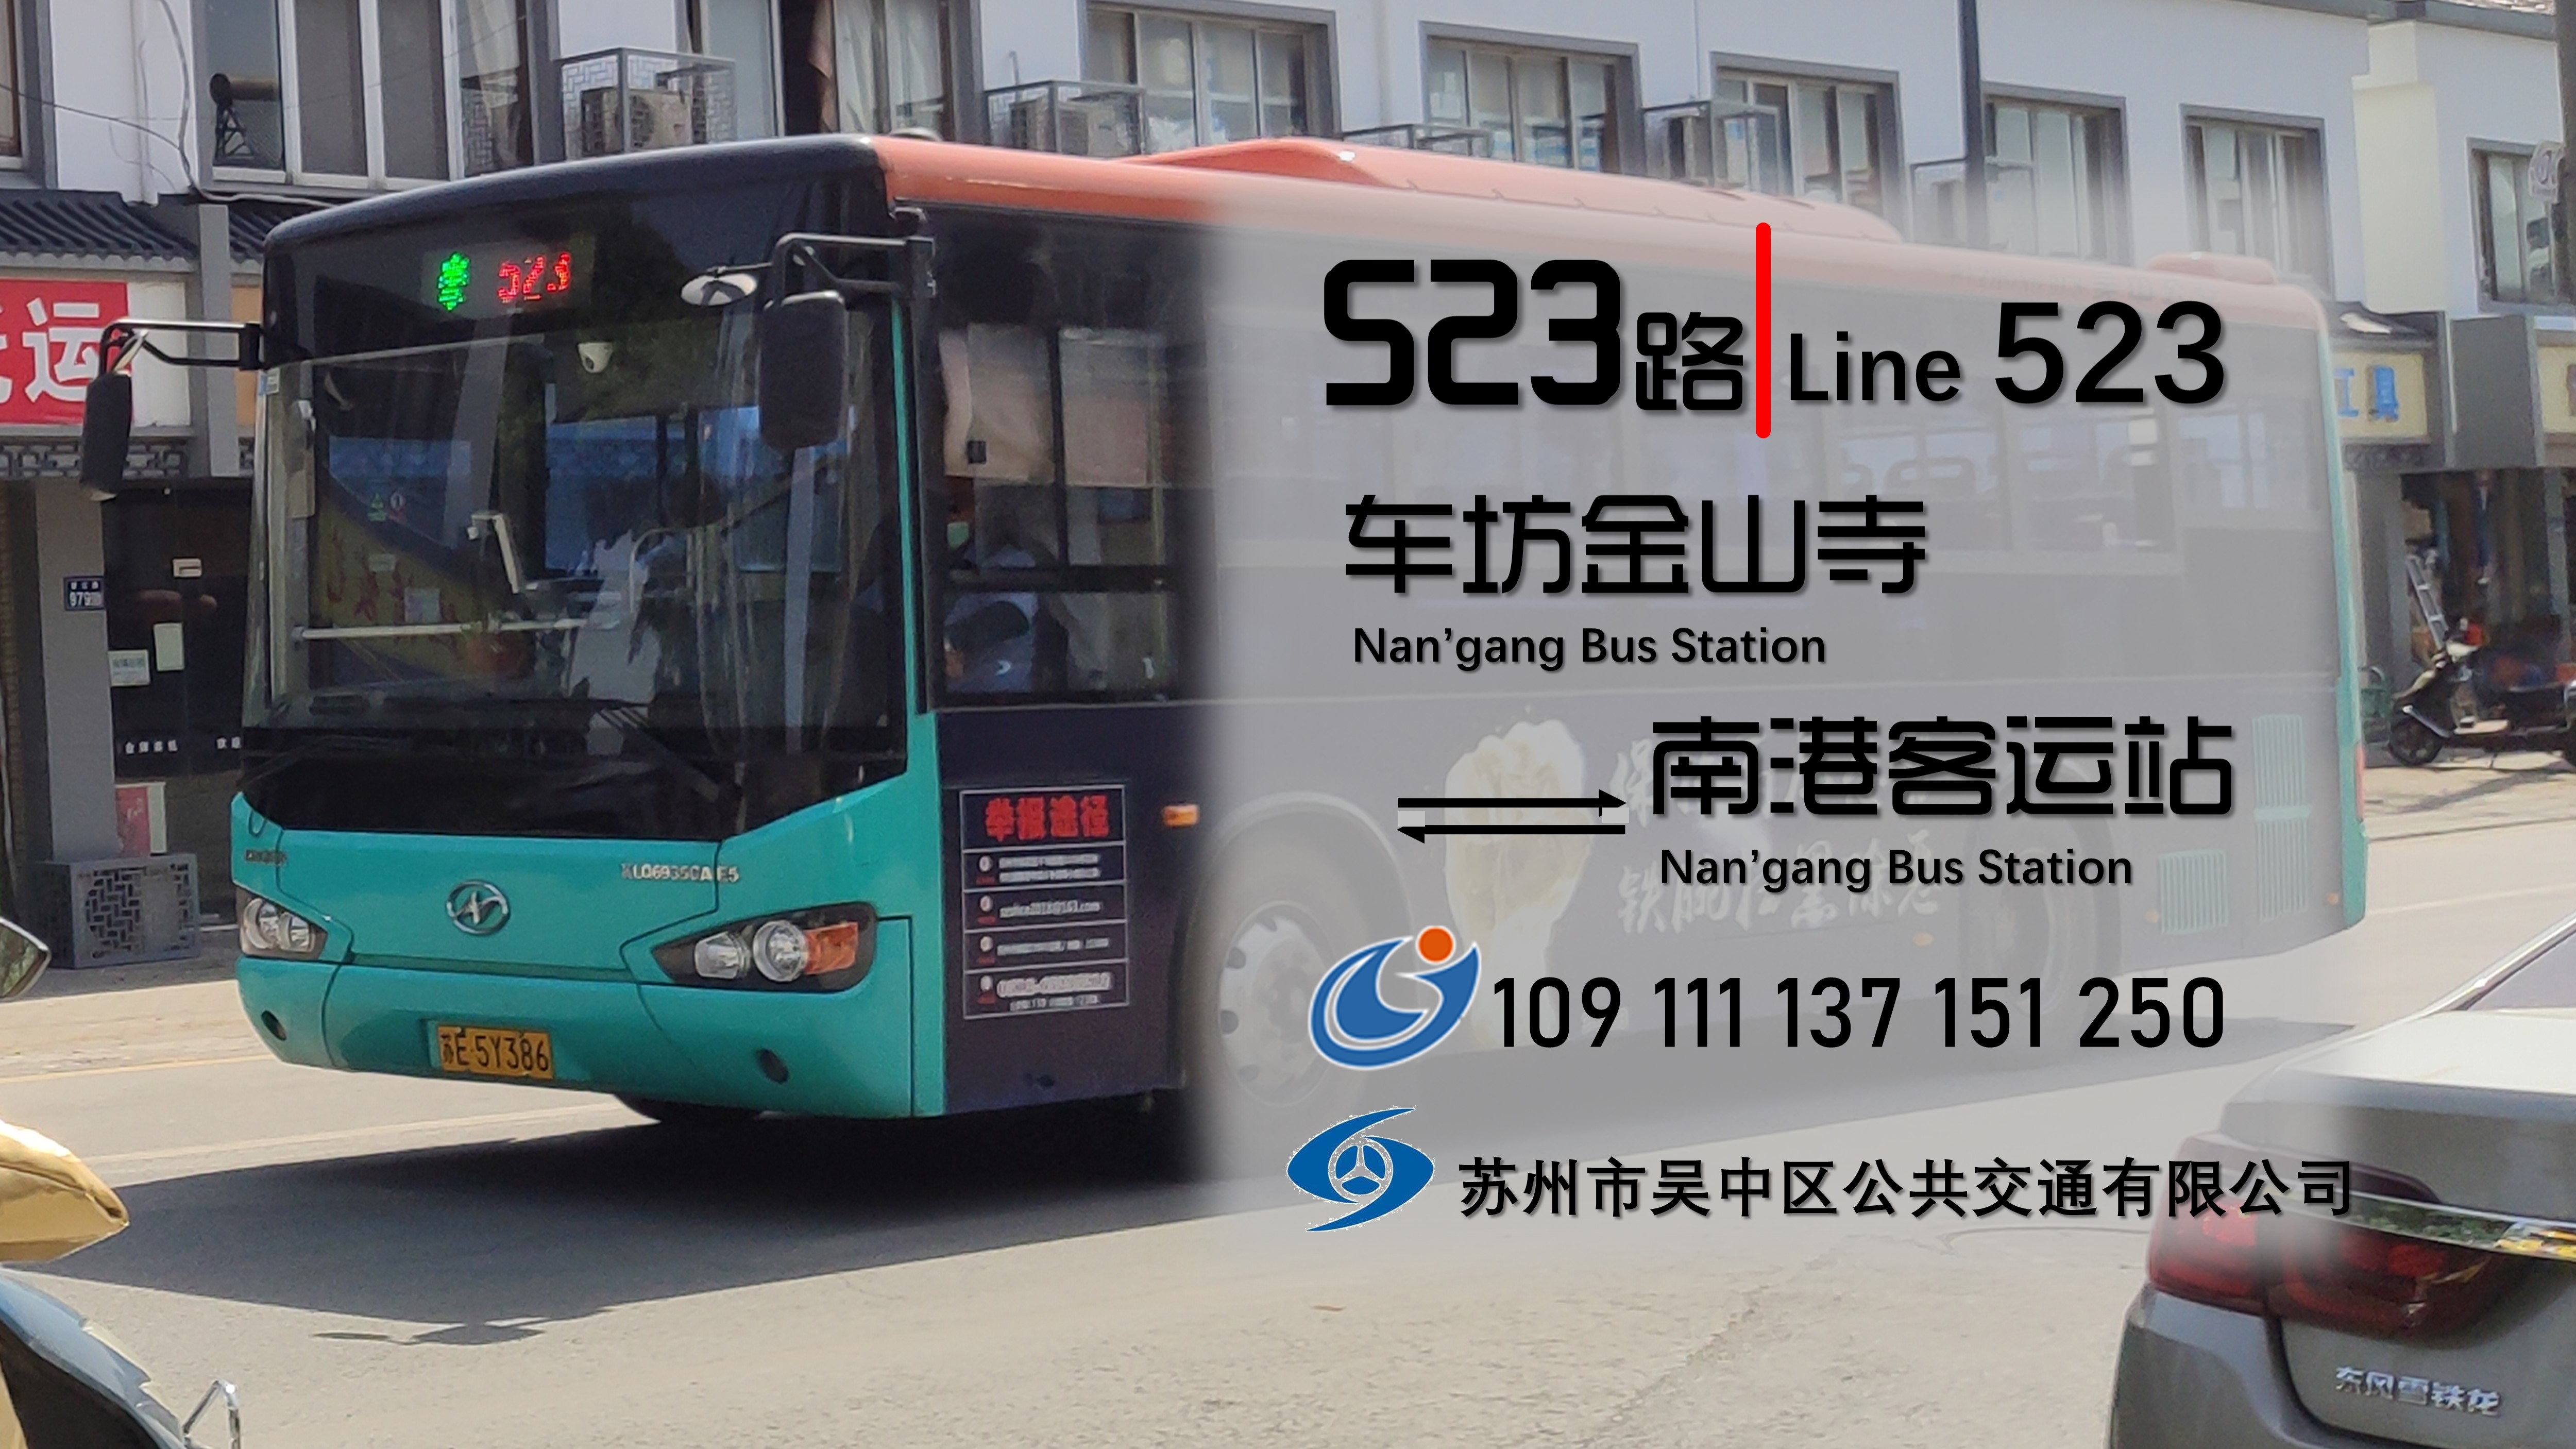 523
运
523路 Line 523
车坊金山寺
Nan'gang Bus Station
南港客运站
Nan'gang Bus Station
举报途径
109 111 137 151 250
苏州市吴中区公共交通有限公司
苏E·5Y386
东风雪铁龙